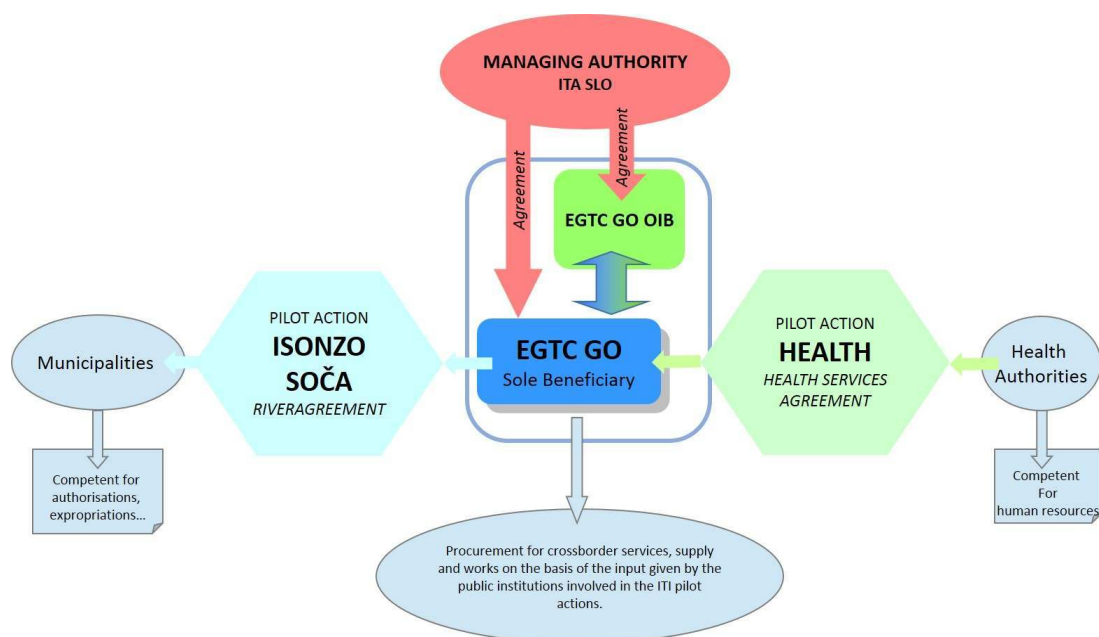 MANAGING AUTHORITY
ITA SLO
Agreement
Agreement
EGTC GO OIB
PILOT ACTION
ISONZO
SOČA
RIVERAGREEMENT
Municipalities
EGTC GO
Sole Beneficiary
PILOT ACTION
HEALTH
HEALTH SERVICES
AGREEMENT
Health
Authorities
Competent for
authorisations,
expropriations...
Competent
For
human resources
Procurement for crossborder services, supply
and works on the basis of the input given by the
public institutions involved in the ITI pilot
actions.